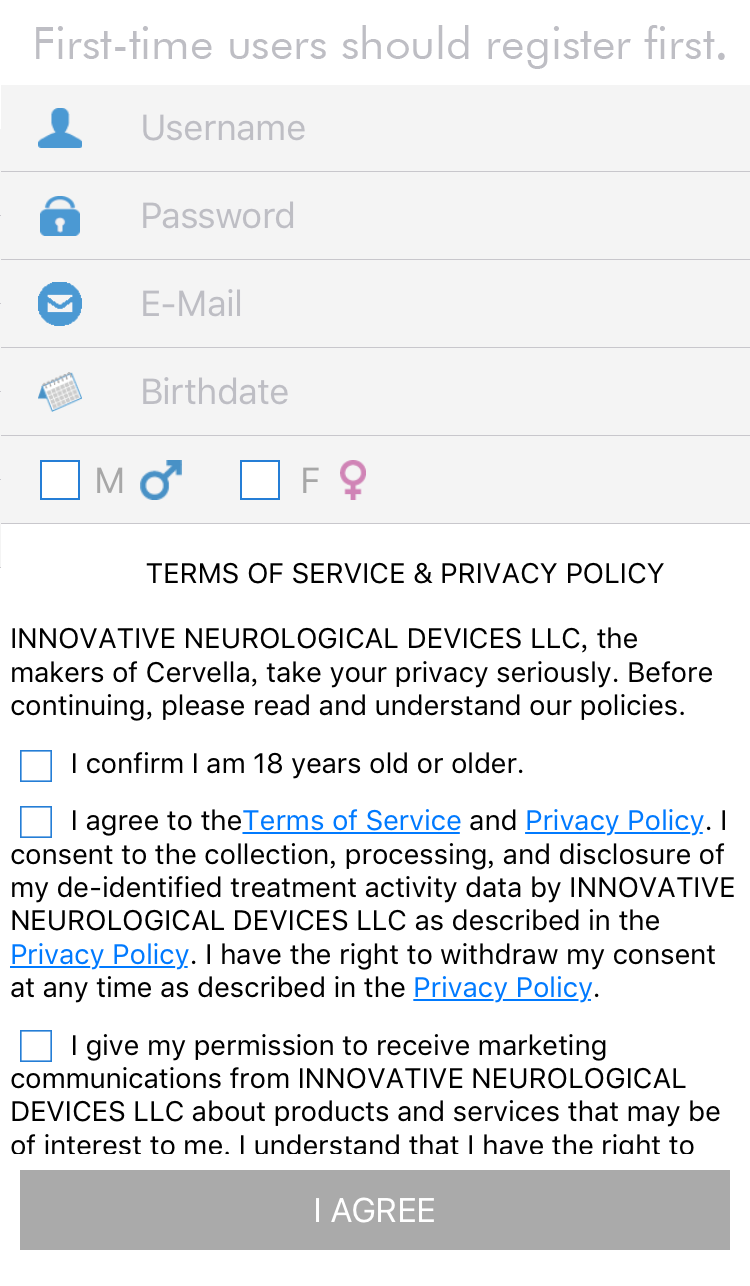 First-time users should register first.
Username
Password
E-Mail
Birthdate
M F
TERMS OF SERVICE & PRIVACY POLICY
INNOVATIVE NEUROLOGICAL DEVICES LLC, the
makers of Cervella, take your privacy seriously. Before
continuing, please read and understand our policies.
I confirm I am 18 years old or older.
I agree to theTerms of Service and Privacy Policy. I
consent to the collection, processing, and disclosure of
my de-identified treatment activity data by INNOVATIVE
NEUROLOGICAL DEVICES LLC as described in the
Privacy Policy. I have the right to withdraw my consent
at any time as described in the Privacy Policy.
I give my permission to receive marketing
communications from INNOVATIVE NEUROLOGICAL
DEVICES LLC about products and services that may be
of interest to me. I understand that I have the right to
I AGREE